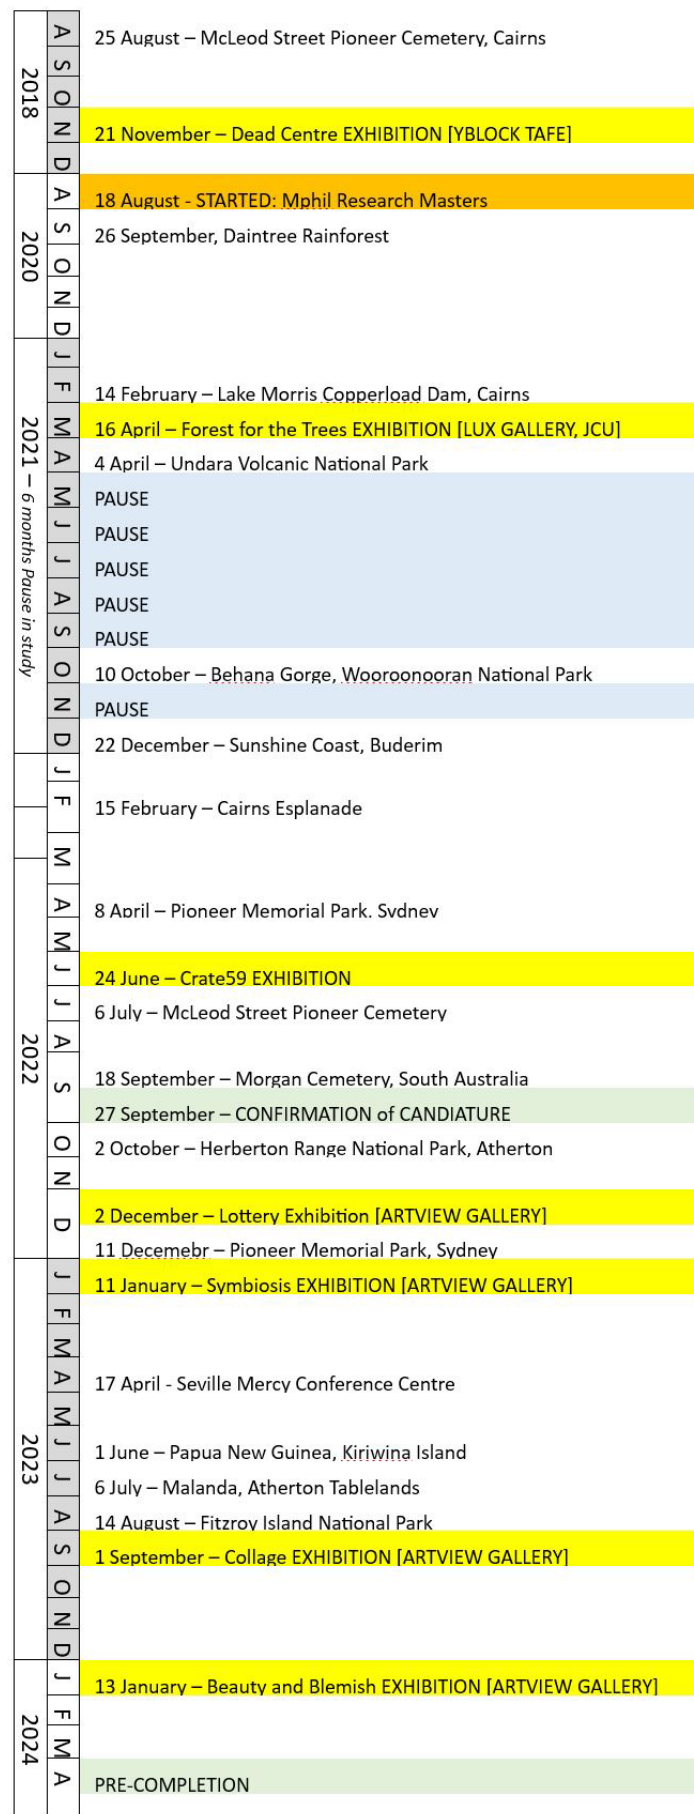 2018
A
25 August – McLeod Street Pioneer Cemetery, Cairns
S
O
N
21 November – Dead Centre EXHIBITION [YBLOCK TAFE]
D
2020
A
18 August - STARTED: Mphil Research Masters
S
26 September, Daintree Rainforest
O
N
D
2021 – 6 months Pause in study
J
F
14 February – Lake Morris Copperload Dam, Cairns
M
16 April – Forest for the Trees EXHIBITION [LUX GALLERY, JCU]
A
4 April – Undara Volcanic National Park
M
PAUSE
J
PAUSE
J
PAUSE
A
PAUSE
S
PAUSE
O
10 October – Behana Gorge, Wooroonooran National Park
N
PAUSE
D
22 December – Sunshine Coast, Buderim
J
F
15 February – Cairns Esplanade
M
2022
A
8 April – Pioneer Memorial Park. Sydney
M
J
24 June – Crate59 EXHIBITION
J
6 July – McLeod Street Pioneer Cemetery
A
S
18 September – Morgan Cemetery, South Australia
27 September – CONFIRMATION of CANDIATURE
O
2 October – Herberton Range National Park, Atherton
N
D
2 December – Lottery Exhibition [ARTVIEW GALLERY]
11 Decemebr – Pioneer Memorial Park, Sydney
2023
J
11 January – Symbiosis EXHIBITION [ARTVIEW GALLERY]
F
M
A
17 April - Seville Mercy Conference Centre
M
J
1 June – Papua New Guinea, Kiriwina Island
J
6 July – Malanda, Atherton Tablelands
A
14 August – Fitzroy Island National Park
S
1 September – Collage EXHIBITION [ARTVIEW GALLERY]
O
N
D
2024
J
13 January – Beauty and Blemish EXHIBITION [ARTVIEW GALLERY]
F
M
A
PRE-COMPLETION